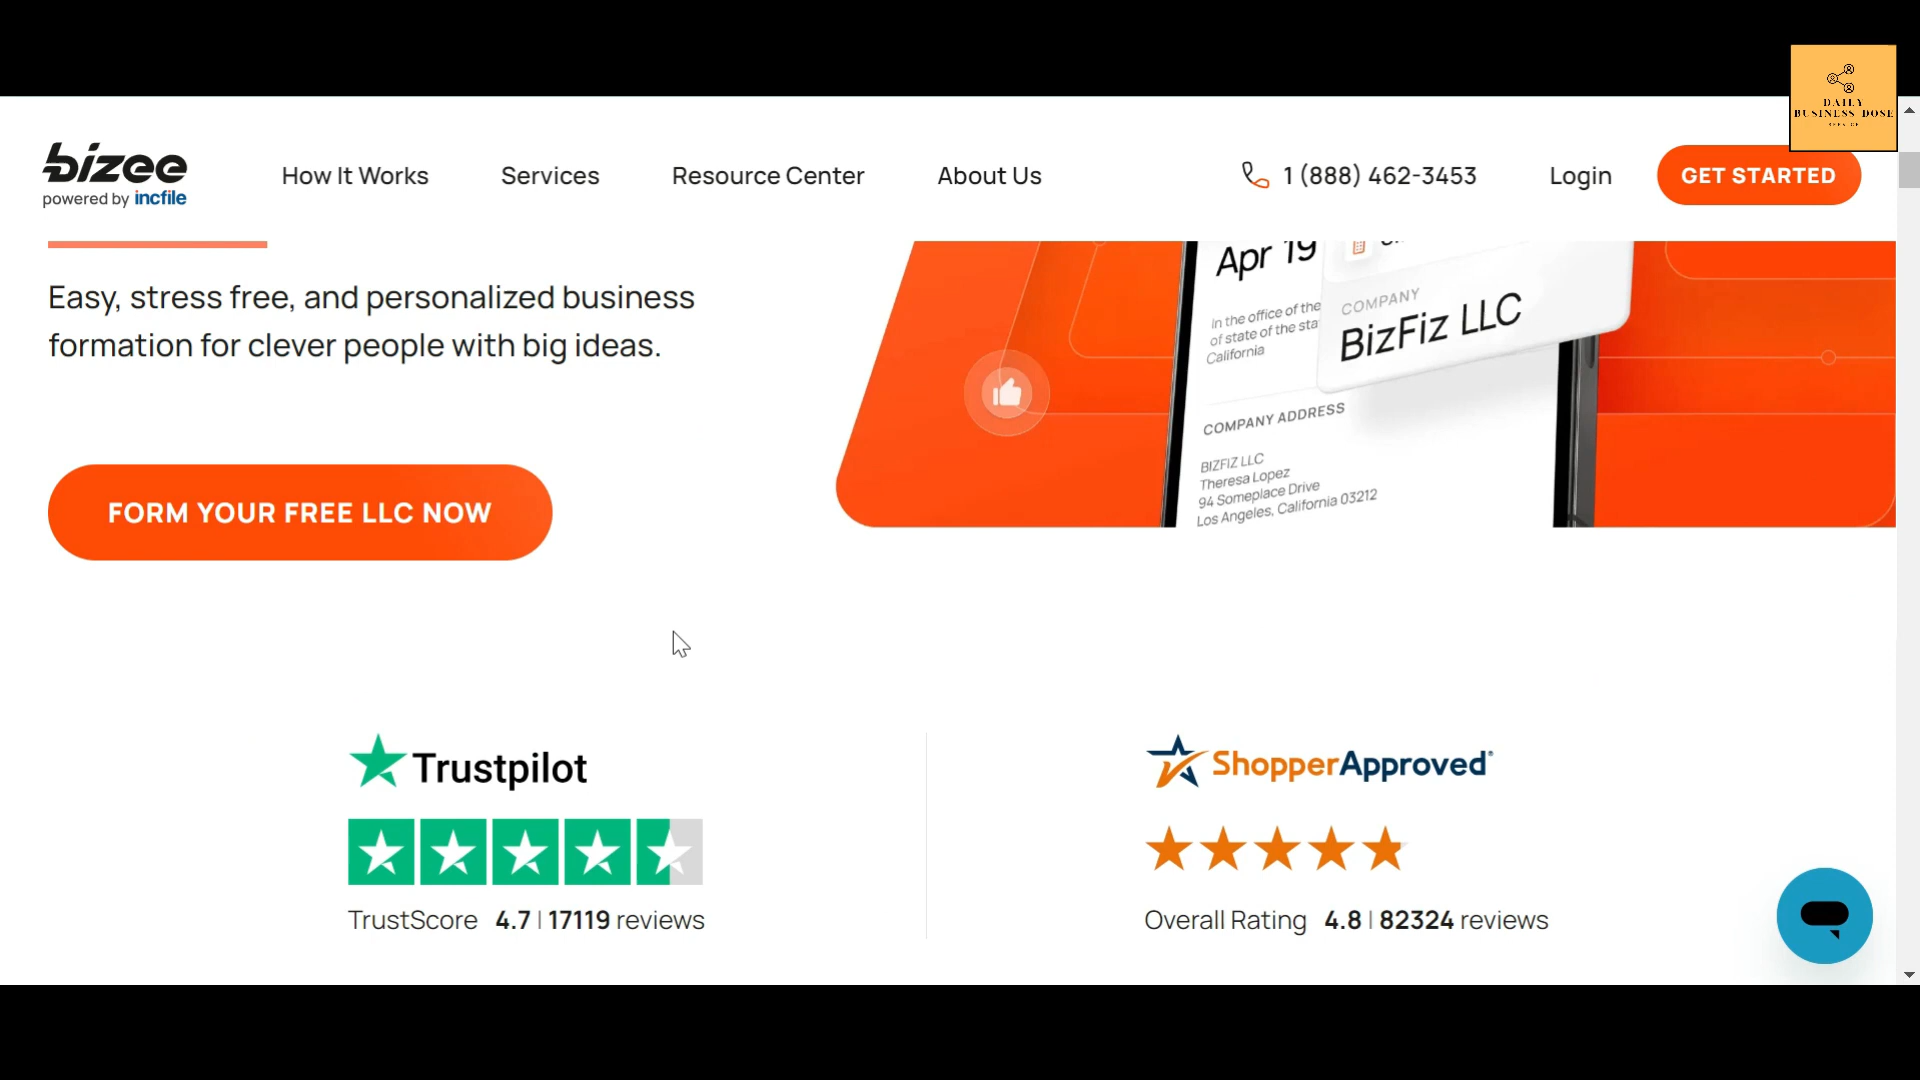 DAILY
BUSINESS DOSE
bizee
powered by incfile
How It Works
Services
Resource Center
About Us
1 (888) 462-3453
Login
GET STARTED
Easy, stress free, and personalized business
formation for clever people with big ideas.
FORM YOUR FREE LLC NOW
Apr 19
In the office of the
of state of the sta
California
COMPANY
BizFiz LLC
COMPANY ADDRESS
BIZFIZ LLC
Theresa Lopez
94 Someplace Drive
Los Angeles, California 03212
Trustpilot
TrustScore 4.7 | 17119 reviews
ShopperApproved
Overall Rating 4.8 | 82324 reviews